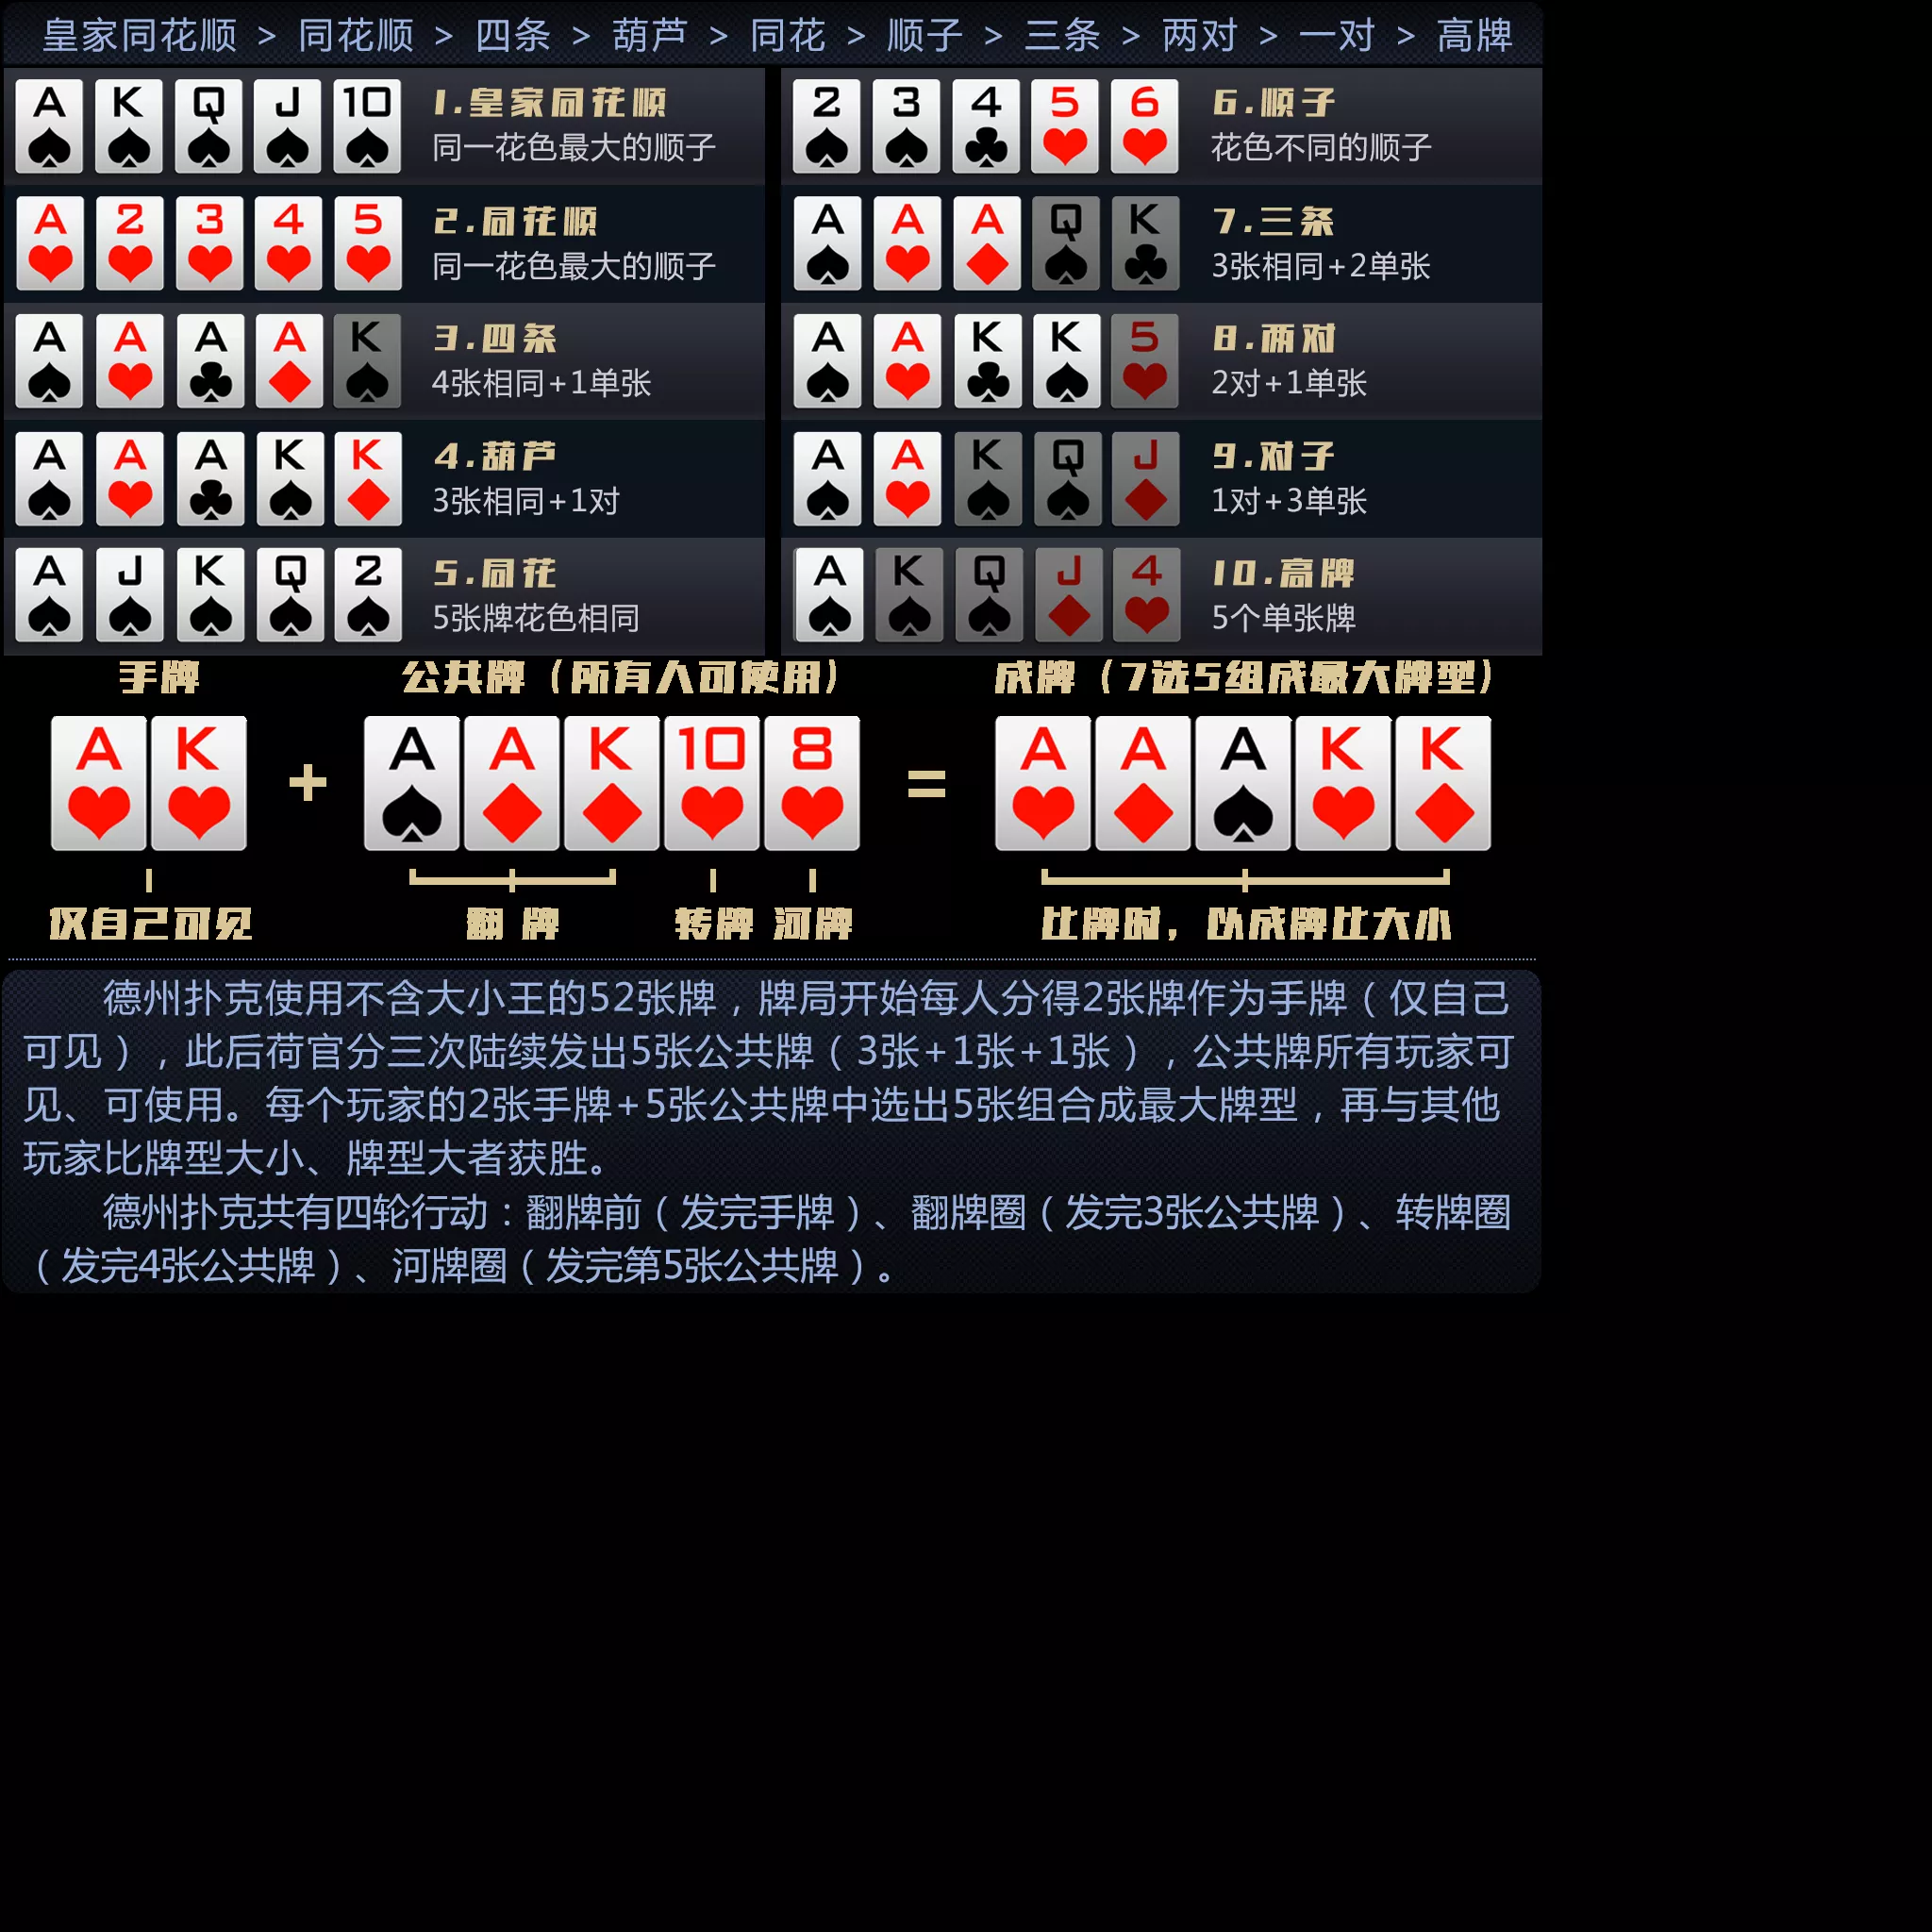 皇家同花顺 > 同花顺 > 四条 > 葫芦 > 同花 > 顺子 > 三条 > 两对 > 一对 > 高牌
A K Q J 10
1.皇家同花顺
同一花色最大的顺子
A 2 3 4 5
2.同花顺
同一花色最大的顺子
A A A A K
3.四条
4张相同+1单张
A A A K K
4.葫芦
3张相同+1对
A J K Q 2
5.同花
5张牌花色相同
2 3 4 5 6
6.顺子
花色不同的顺子
A A A Q K
7.三条
3张相同+2单张
A A K K 5
8.两对
2对+1单张
A A K Q J
9.对子
1对+3单张
A K Q J 4
10.高牌
5个单张牌
手牌
公共牌（所有人可使用）
成牌（7选5组成最大牌型）
A K + A A K 10 8 = A A A K K
仅自己可见
翻 牌
转牌
河牌
比牌时，以成牌比大小
德州扑克使用不含大小王的52张牌，牌局开始每人分得2张牌作为手牌（仅自己
可见），此后荷官分三次陆续发出5张公共牌（3张+1张+1张），公共牌所有玩家可
见、可使用。每个玩家的2张手牌+5张公共牌中选出5张组合成最大牌型，再与其他
玩家比牌型大小、牌型大者获胜。
德州扑克共有四轮行动：翻牌前（发完手牌）、翻牌圈（发完3张公共牌）、转牌圈
（发完4张公共牌）、河牌圈（发完第5张公共牌）。